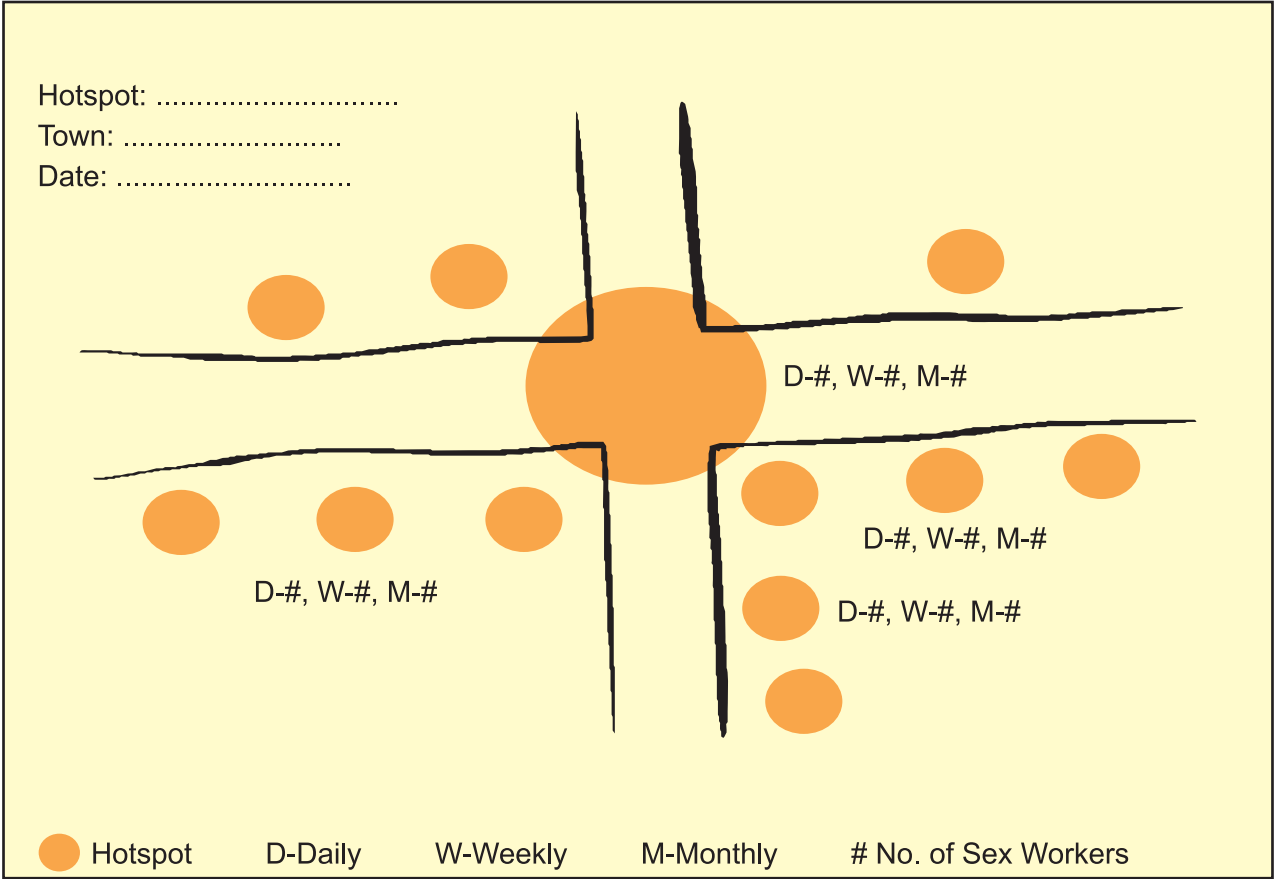 Hotspot: ..............................
Town: ...........................
Date: .............................
D-#, W-#, M-#
D-#, W-#, M-#
D-#, W-#, M-#
D-#, W-#, M-#
Hotspot D-Daily W-Weekly M-Monthly # No. of Sex Workers